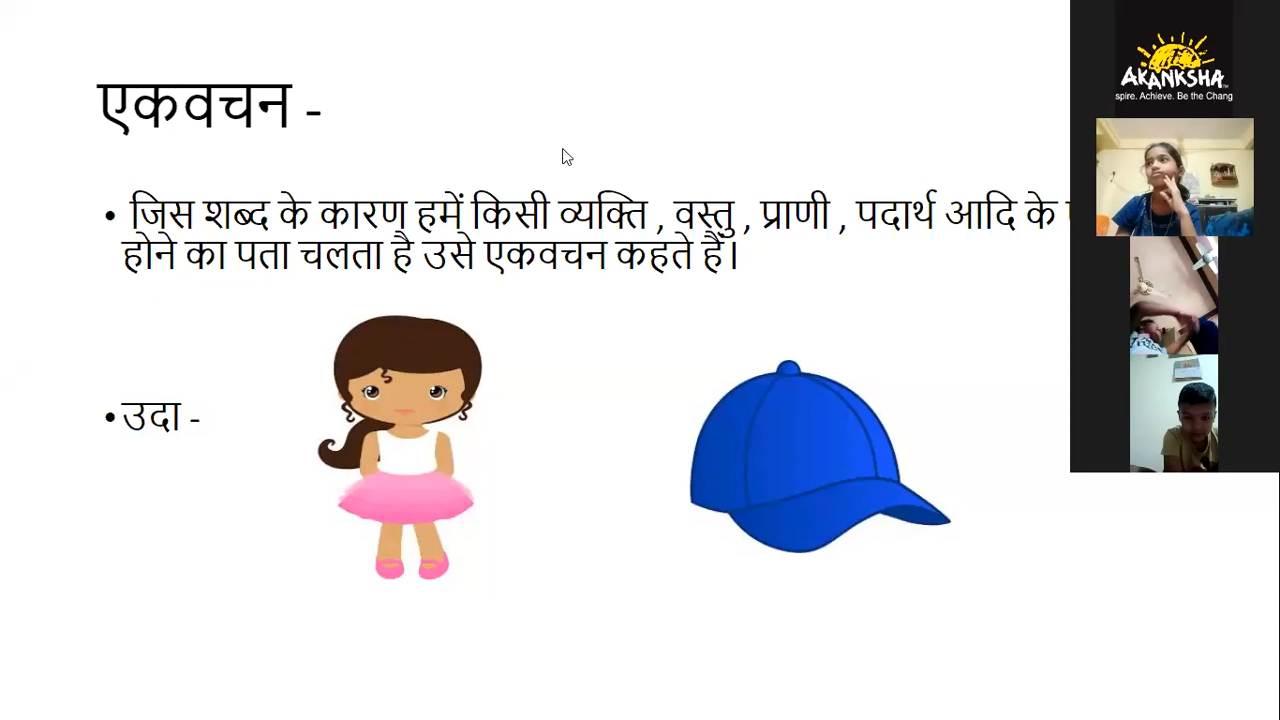 एकवचन -
• जिस शब्द के कारण हमें किसी व्यक्ति , वस्तु , प्राणी , पदार्थ आदि के
होने का पता चलता है उसे एकवचन कहते हैं।
• उदा -
AKANKSHA
spire. Achieve. Be the Chang